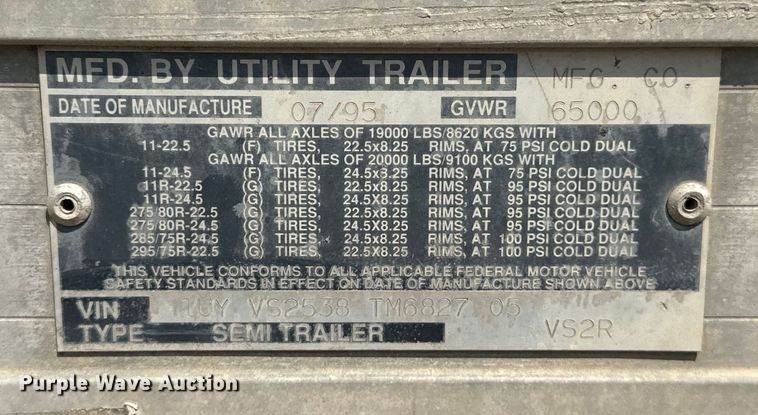 MFD. BY UTILITY TRAILER MFG. CO.
DATE OF MANUFACTURE 07/95 GVWR 65000
GAWR ALL AXLES OF 19000 LBS/8620 KGS WITH
11-22.5 (F) TIRES, 22.5x8.25 RIMS, AT 75 PSI COLD DUAL
GAWR ALL AXLES OF 20000 LBS/9100 KGS WITH
11-24.5 (F) TIRES, 24.5x8.25 RIMS, AT 75 PSI COLD DUAL
11R-22.5 (G) TIRES, 22.5x8.25 RIMS, AT 95 PSI COLD DUAL
11R-24.5 (G) TIRES, 24.5x8.25 RIMS, AT 95 PSI COLD DUAL
275/80R-22.5 (G) TIRES, 22.5x8.25 RIMS, AT 95 PSI COLD DUAL
275/80R-24.5 (G) TIRES, 24.5x8.25 RIMS, AT 95 PSI COLD DUAL
285/75R-24.5 (G) TIRES, 24.5x8.25 RIMS, AT 100 PSI COLD DUAL
295/75R-22.5 (G) TIRES, 22.5x8.25 RIMS, AT 100 PSI COLD DUAL
THIS VEHICLE CONFORMS TO ALL APPLICABLE FEDERAL MOTOR VEHICLE
SAFETY STANDARDS IN EFFECT ON DATE OF MANUFACTURE SHOWN ABOVE
VIN 1UY VS2538 TM6827 05
TYPE SEMI TRAILER VS2R
Purple Wave Auction